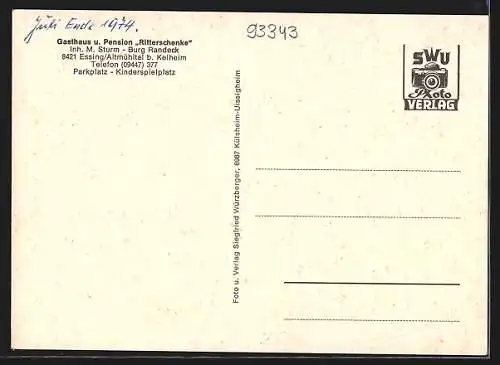 Juli Ende 1974.
93343
Gasthaus u. Pension „Ritterschenke"
Inh. M. Sturm - Burg Randeck
8421 Essing/Altmühltal b. Kelheim
Telefon (09447) 377
Parkplatz - Kinderspielplatz
Foto u. Verlag Siegfried Würzberger, 6987 Külsheim-Uissigheim
SWU
Photo
VERLAG